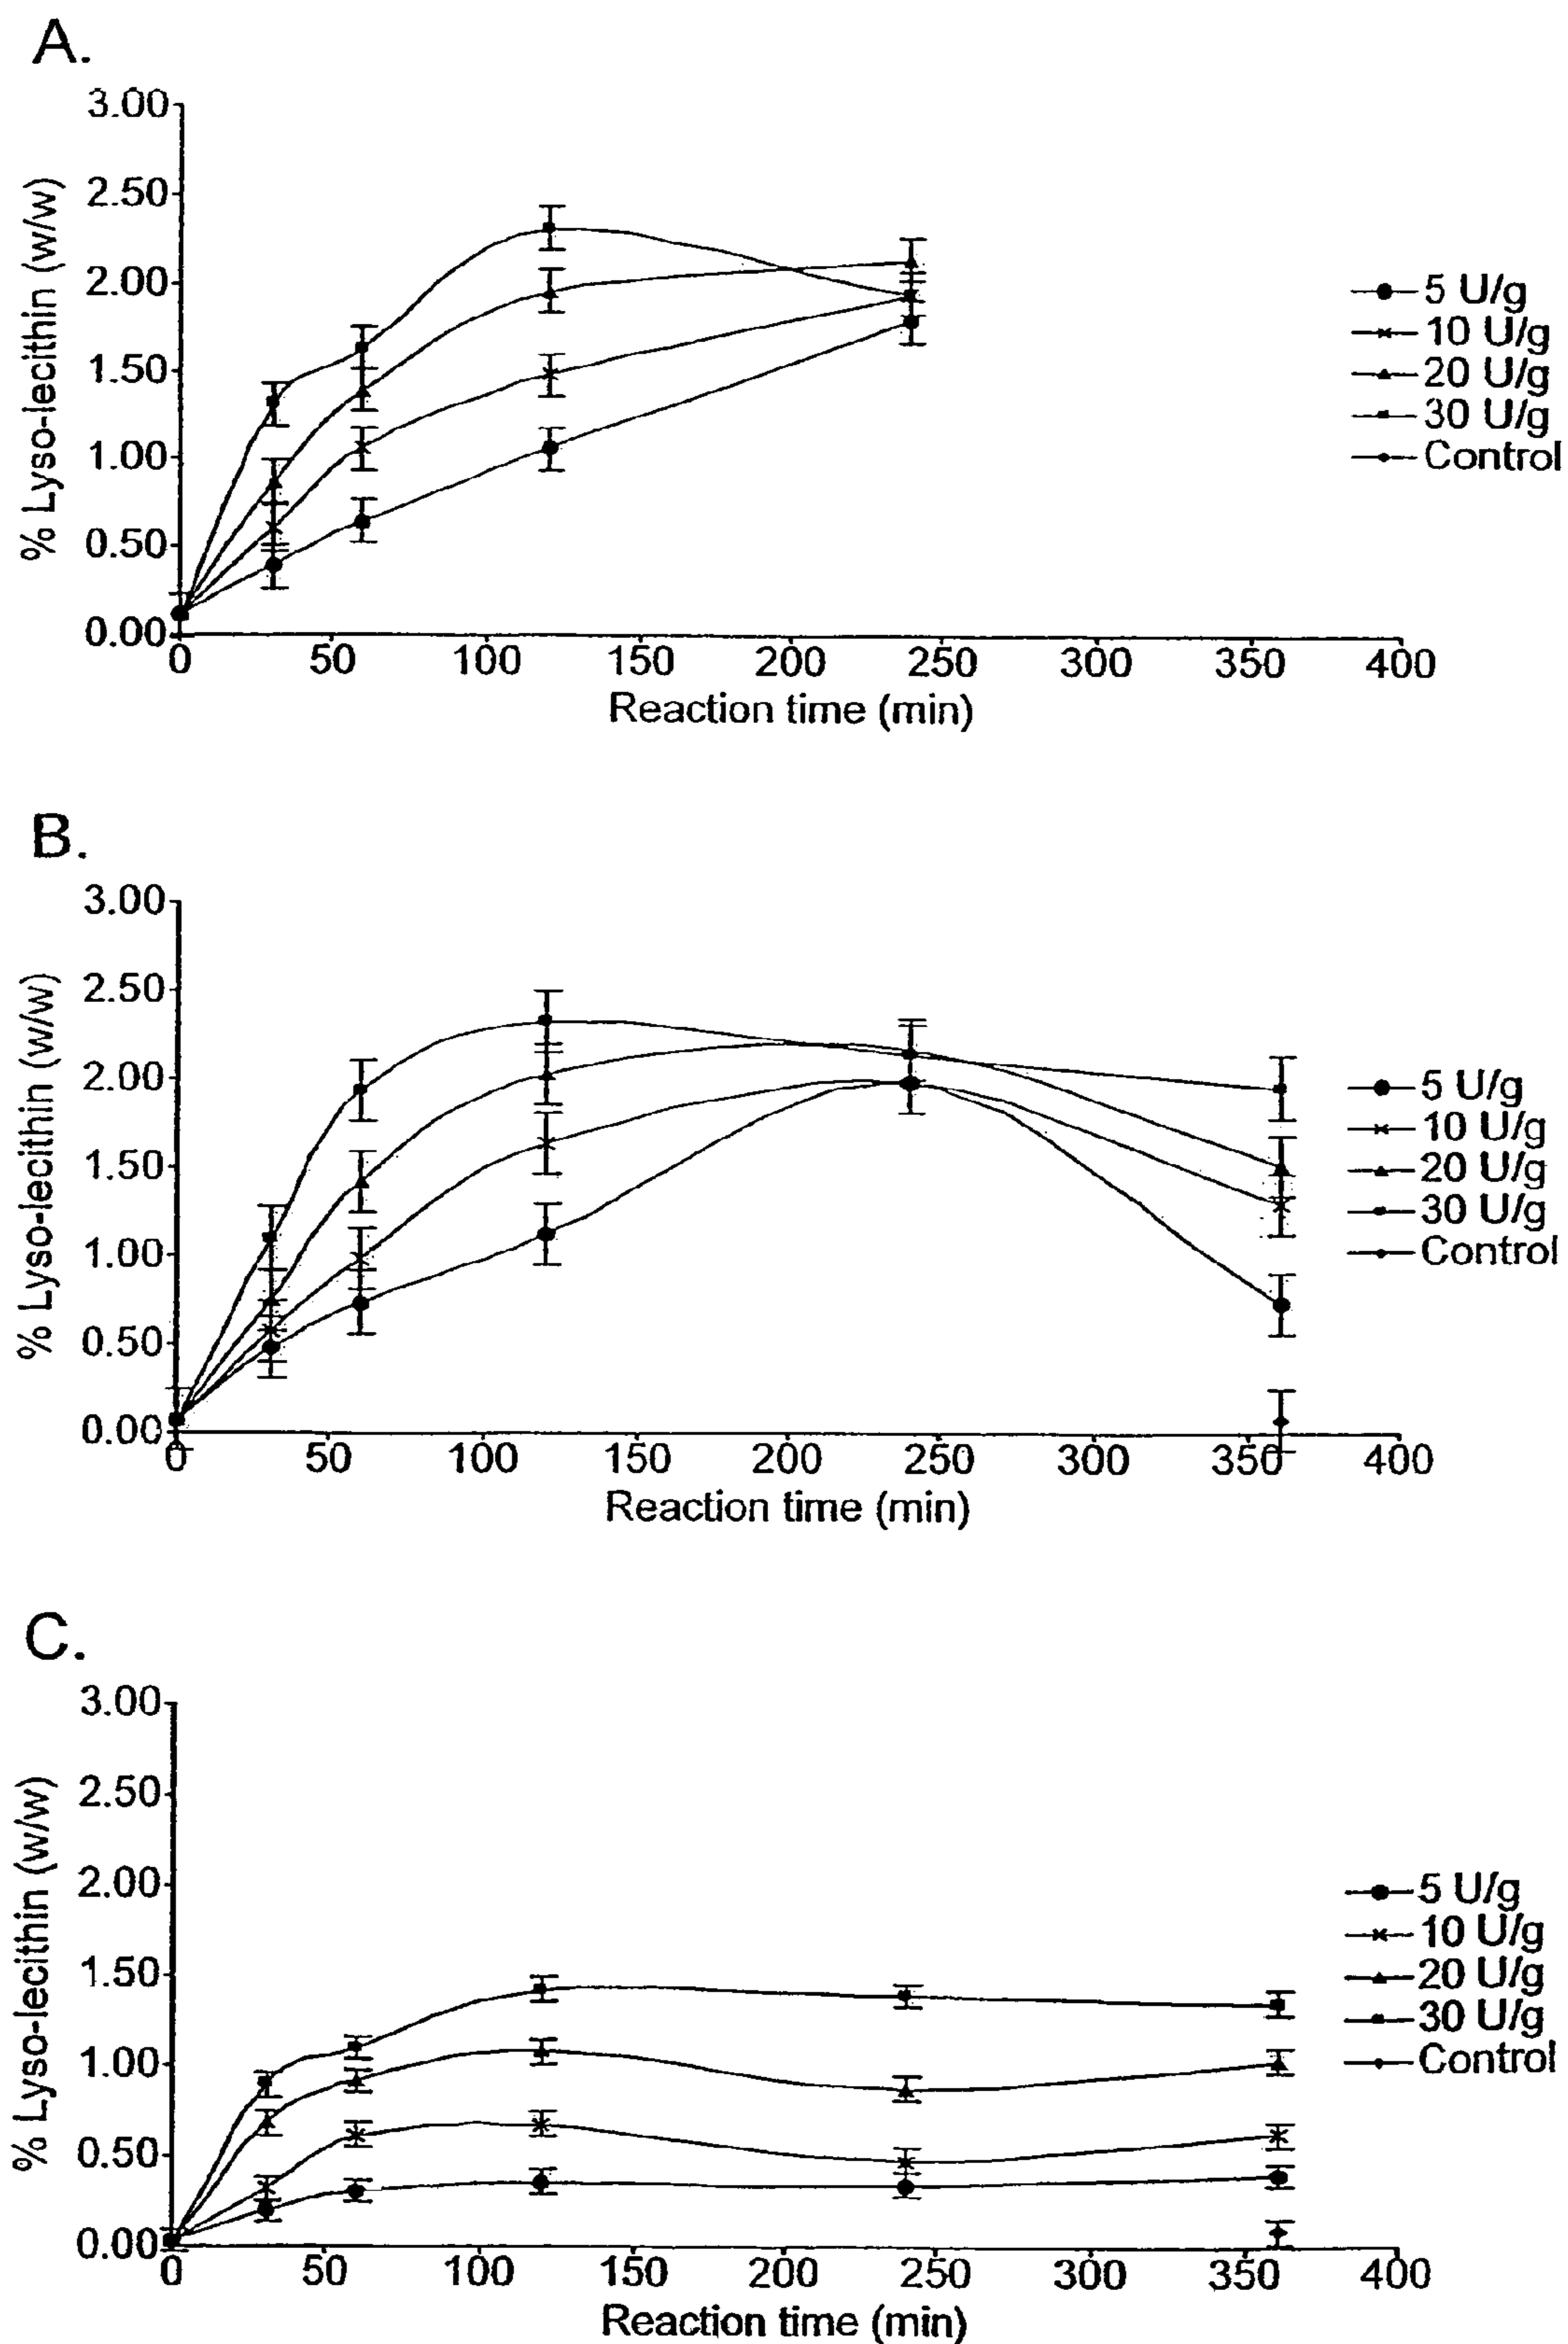 A.
3.00
2.50
2.00
1.50
1.00
0.50
0.00
% Lyso-lecithin (w/w)
0 50 100 150 200 250 300 350 400
Reaction time (min)
5 U/g
10 U/g
20 U/g
30 U/g
Control
B.
3.00
2.50
2.00
1.50
1.00
0.50
0.00
% Lyso-lecithin (w/w)
0 50 100 150 200 250 300 350 400
Reaction time (min)
5 U/g
10 U/g
20 U/g
30 U/g
Control
C.
3.00
2.50
2.00
1.50
1.00
0.50
0.00
% Lyso-lecithin (w/w)
0 50 100 150 200 250 300 350 400
Reaction time (min)
5 U/g
10 U/g
20 U/g
30 U/g
Control